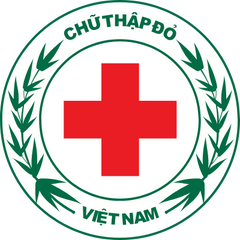 CHỮ THẬP ĐỎ
VIỆT NAM